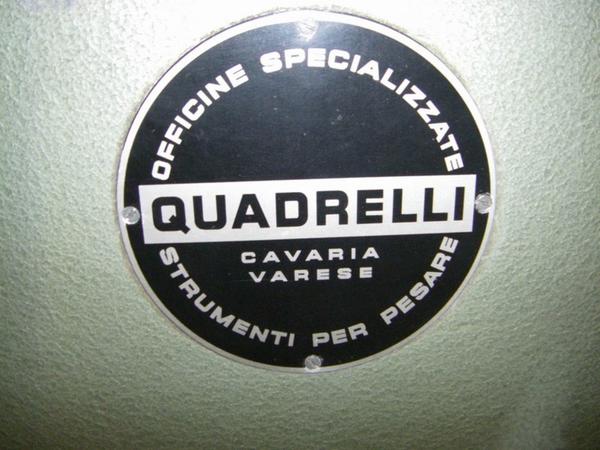 OFFICINE SPECIALIZZATE
QUADRELLI
CAVARIA
VARESE
STRUMENTI PER PESARE